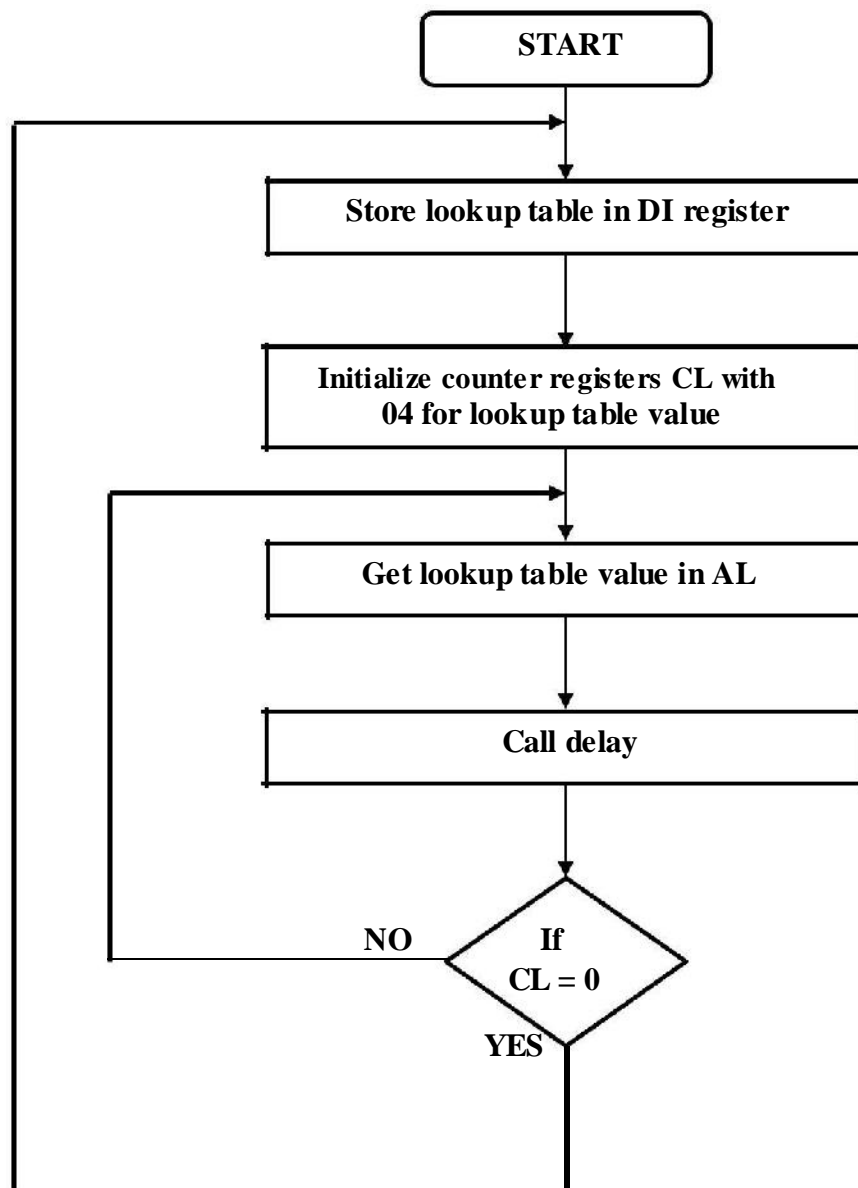 START
Store lookup table in DI register
Initialize counter registers CL with
04 for lookup table value
Get lookup table value in AL
Call delay
NO
If
CL = 0
YES